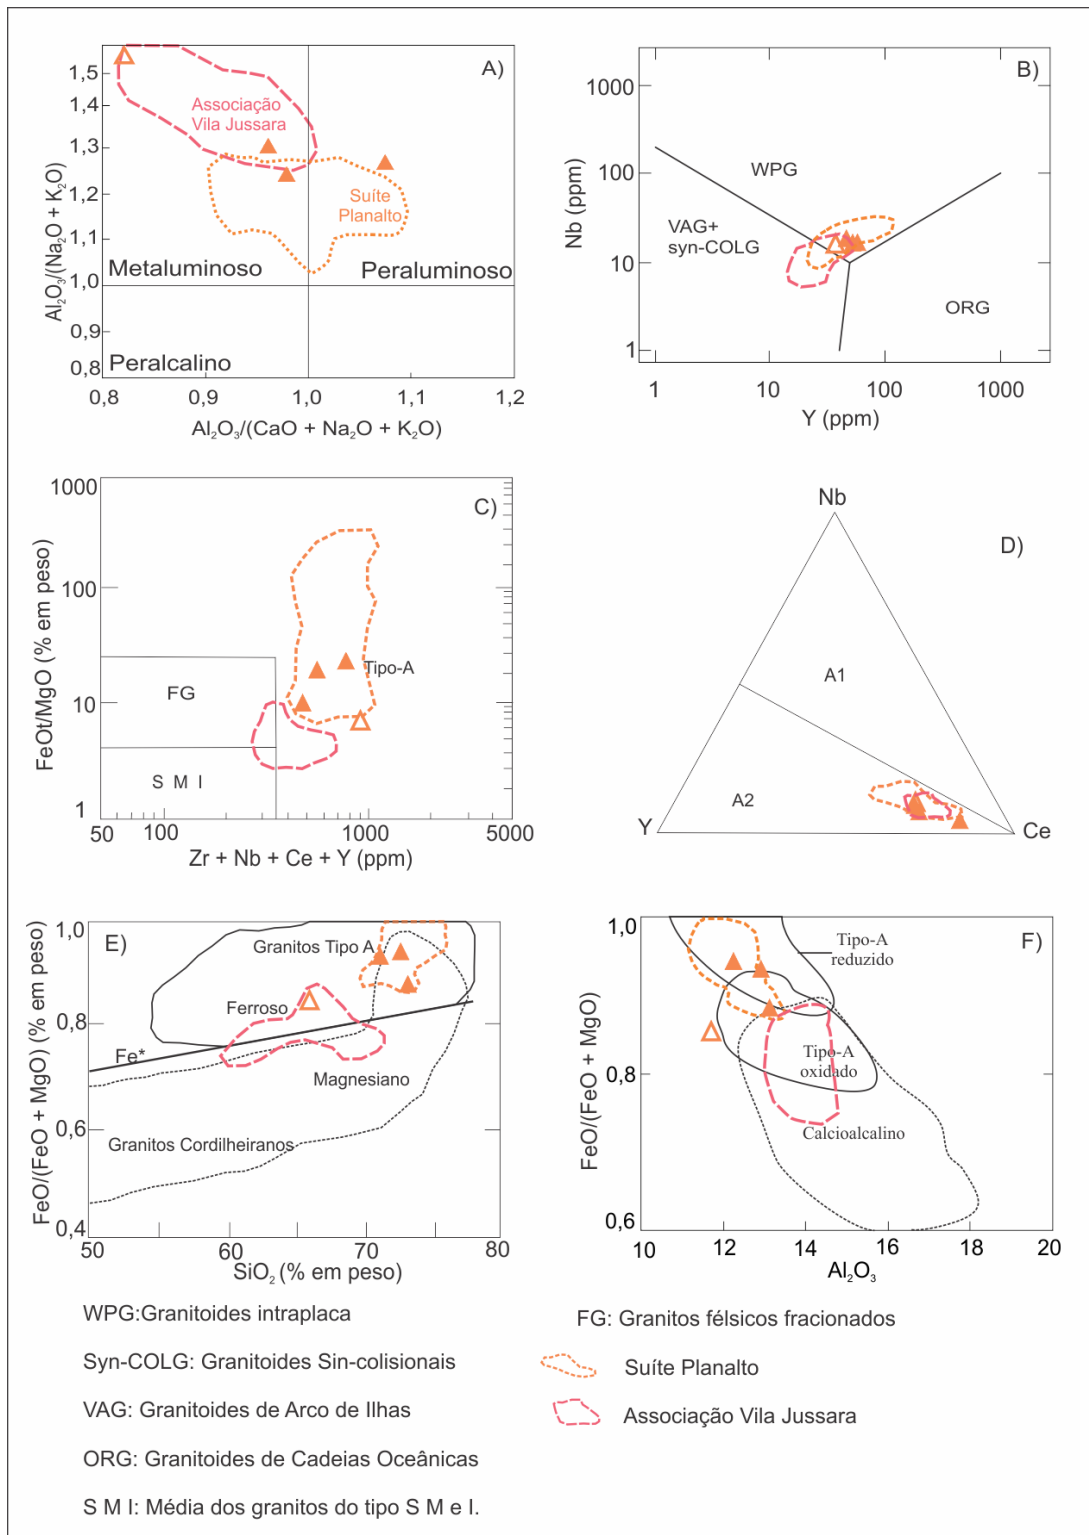 A)
Al₂O₃/(Na₂O + K₂O)
1,5
1,4
1,3
1,2
1,1
1,0
0,9
0,8
Associação
Vila Jussara
Suíte
Planalto
Metaluminoso
Peraluminoso
Peralcalino
0,8
0,9
1,0
1,1
1,2
Al₂O₃/(CaO + Na₂O + K₂O)
B)
Nb (ppm)
1000
100
10
1
WPG
VAG+
syn-COLG
ORG
1
10
100
1000
Y (ppm)
C)
FeOt/MgO (% em peso)
1000
100
10
1
Tipo-A
FG
S M I
50
100
1000
5000
Zr + Nb + Ce + Y (ppm)
D)
Nb
A1
A2
Y
Ce
E)
FeO/(FeO + MgO) (% em peso)
1,0
0,8
0,6
0,4
Granitos Tipo A
Ferroso
Fe*
Magnesiano
Granitos Cordilheiranos
50
60
70
80
SiO₂ (% em peso)
F)
FeO/(FeO + MgO)
1,0
0,8
0,6
Tipo-A
reduzido
Tipo-A
oxidado
Calcioalcalino
10
12
14
16
18
20
Al₂O₃
WPG:Granitoides intraplaca
FG: Granitos félsicos fracionados
Syn-COLG: Granitoides Sin-colisionais
Suíte Planalto
VAG: Granitoides de Arco de Ilhas
Associação Vila Jussara
ORG: Granitoides de Cadeias Oceânicas
S M I: Média dos granitos do tipo S M e I.